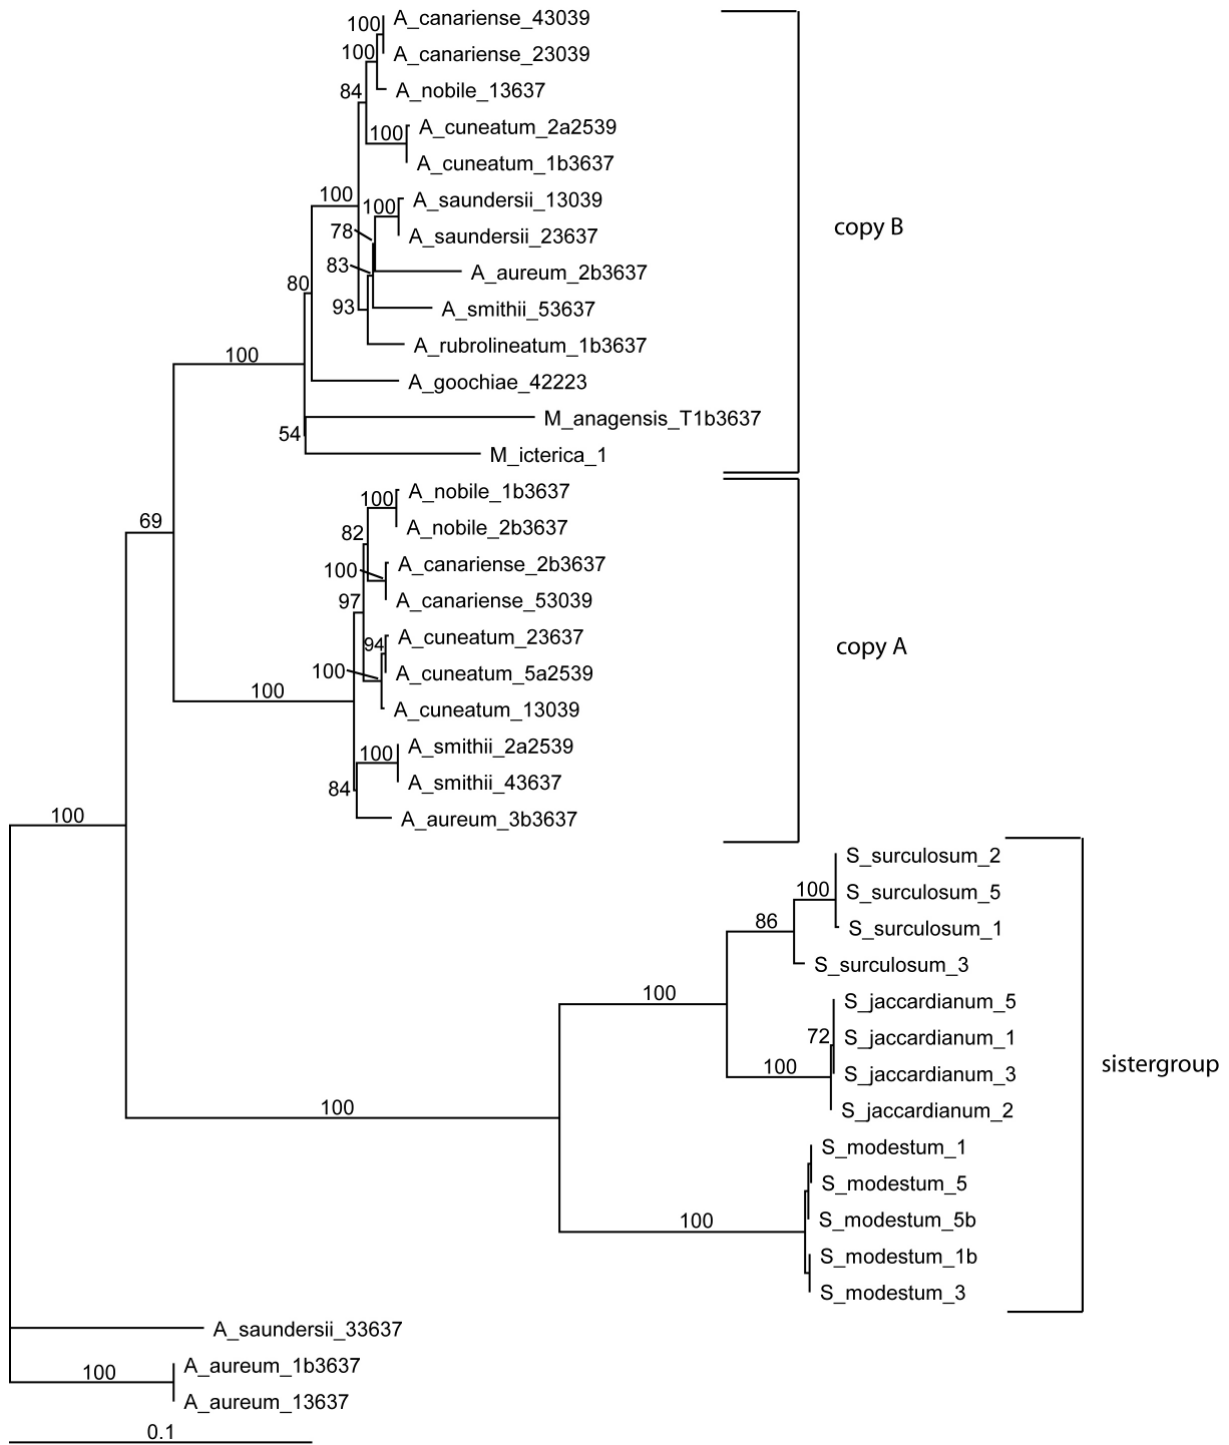 100 A_canariense_43039
100 A_canariense_23039
84 A_nobile_13637
100 A_cuneatum_2a2539
A_cuneatum_1b3637
100 100 A_saundersii_13039
78 A_saundersii_23637 copy B
83 A_aureum_2b3637
80 93 A_smithii_53637
100 A_rubrolineatum_1b3637
A_goochiae_42223
M_anagensis_T1b3637
54 M_icterica_1
100 A_nobile_1b3637
69 82 A_nobile_2b3637
100 A_canariense_2b3637
97 A_canariense_53039
94 A_cuneatum_23637 copy A
100 100 A_cuneatum_5a2539
A_cuneatum_13039
100 A_smithii_2a2539
84 A_smithii_43637
100 A_aureum_3b3637
S_surculosum_2
100 S_surculosum_5
86 S_surculosum_1
S_surculosum_3
100 S_jaccardianum_5
72 S_jaccardianum_1
100 S_jaccardianum_3 sistergroup
100 S_jaccardianum_2
S_modestum_1
S_modestum_5
100 S_modestum_5b
S_modestum_1b
S_modestum_3
A_saundersii_33637
100 A_aureum_1b3637
A_aureum_13637
0.1